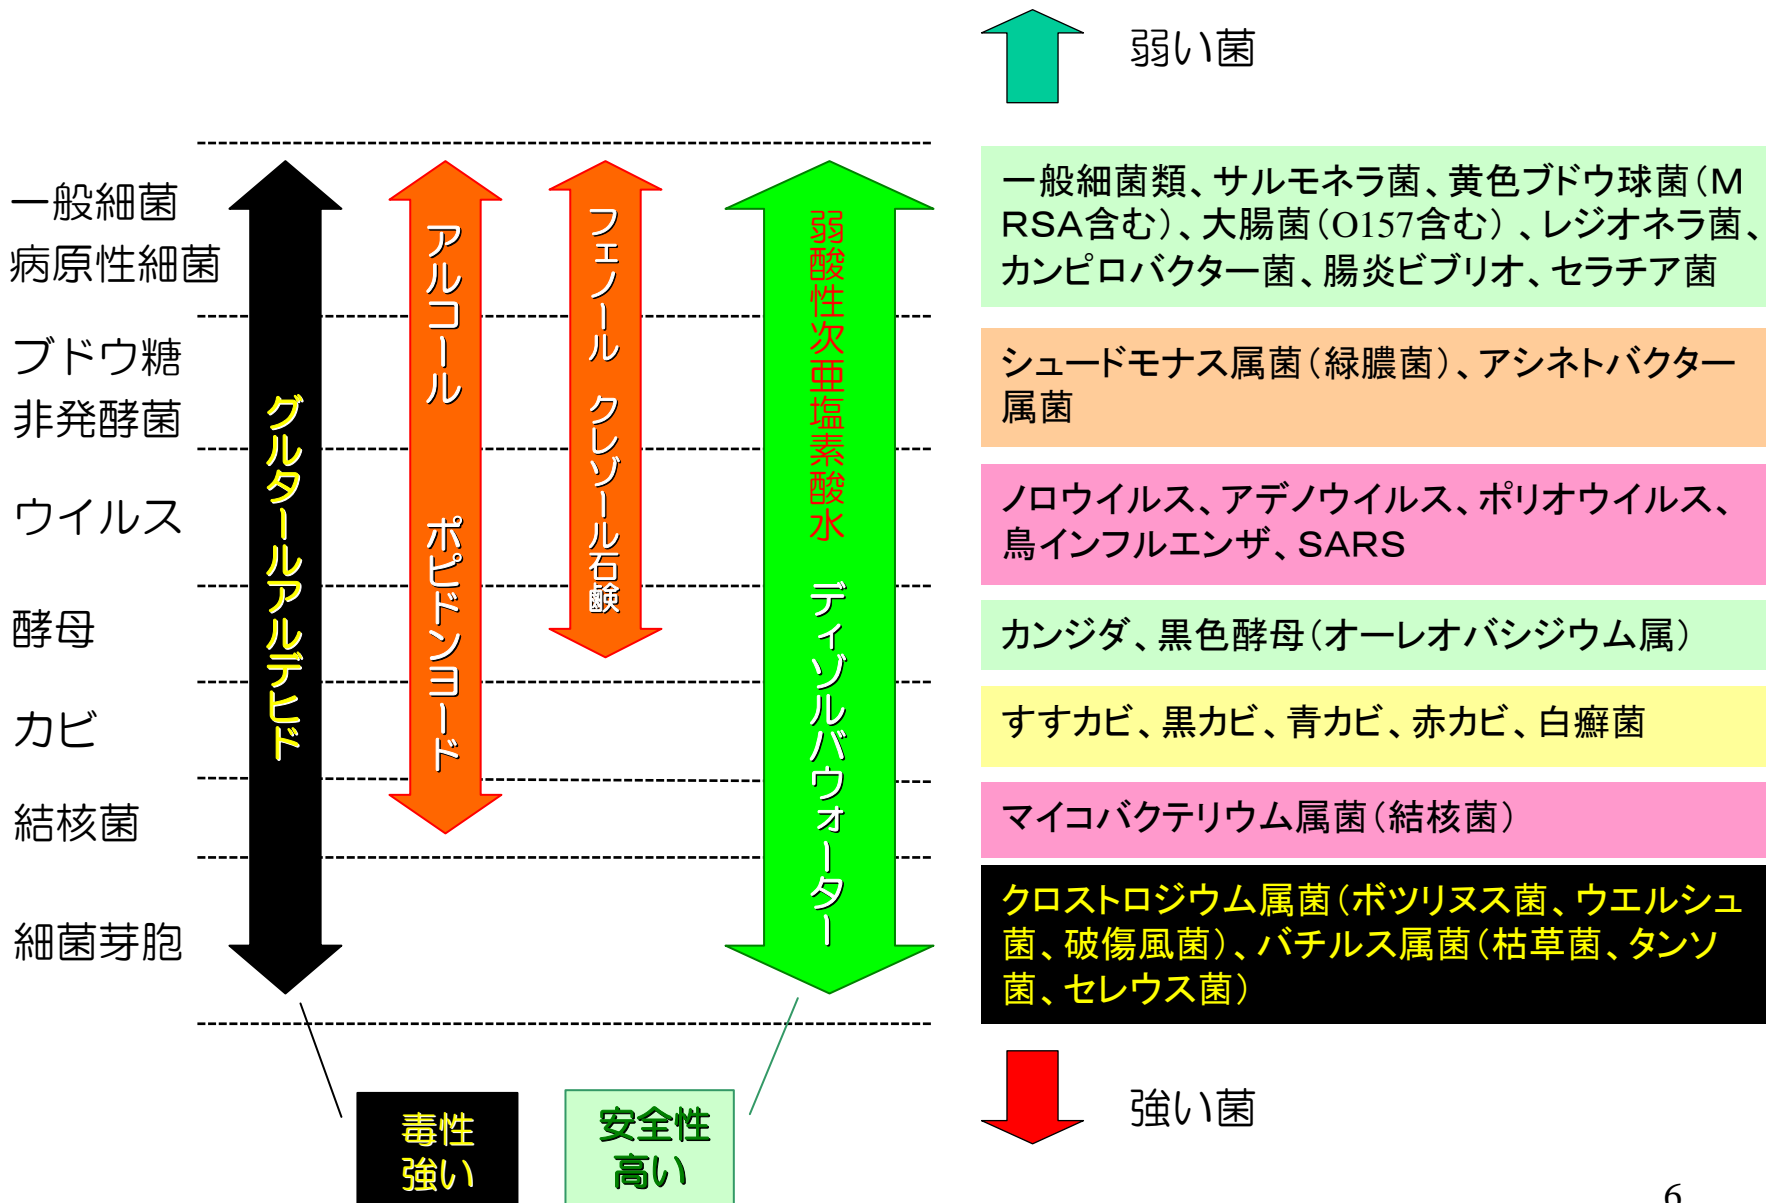 弱い菌
一般細菌
病原性細菌
ブドウ糖
非発酵菌
ウイルス
酵母
カビ
結核菌
細菌芽胞
グルタールアルデヒド
アルコール　ポピドンヨード
フェノール　クレゾール石鹸
弱酸性次亜塩素酸水　ディゾルバウォーター
一般細菌類、サルモネラ菌、黄色ブドウ球菌（M
RSA含む）、大腸菌（O157含む）、レジオネラ菌、
カンピロバクター菌、腸炎ビブリオ、セラチア菌
シュードモナス属菌（緑膿菌）、アシネトバクター
属菌
ノロウイルス、アデノウイルス、ポリオウイルス、
鳥インフルエンザ、SARS
カンジダ、黒色酵母（オーレオバシジウム属）
すすカビ、黒カビ、青カビ、赤カビ、白癬菌
マイコバクテリウム属菌（結核菌）
クロストロジウム属菌（ボツリヌス菌、ウエルシュ
菌、破傷風菌）、バチルス属菌（枯草菌、タンソ
菌、セレウス菌）
毒性
強い
安全性
高い
強い菌
6